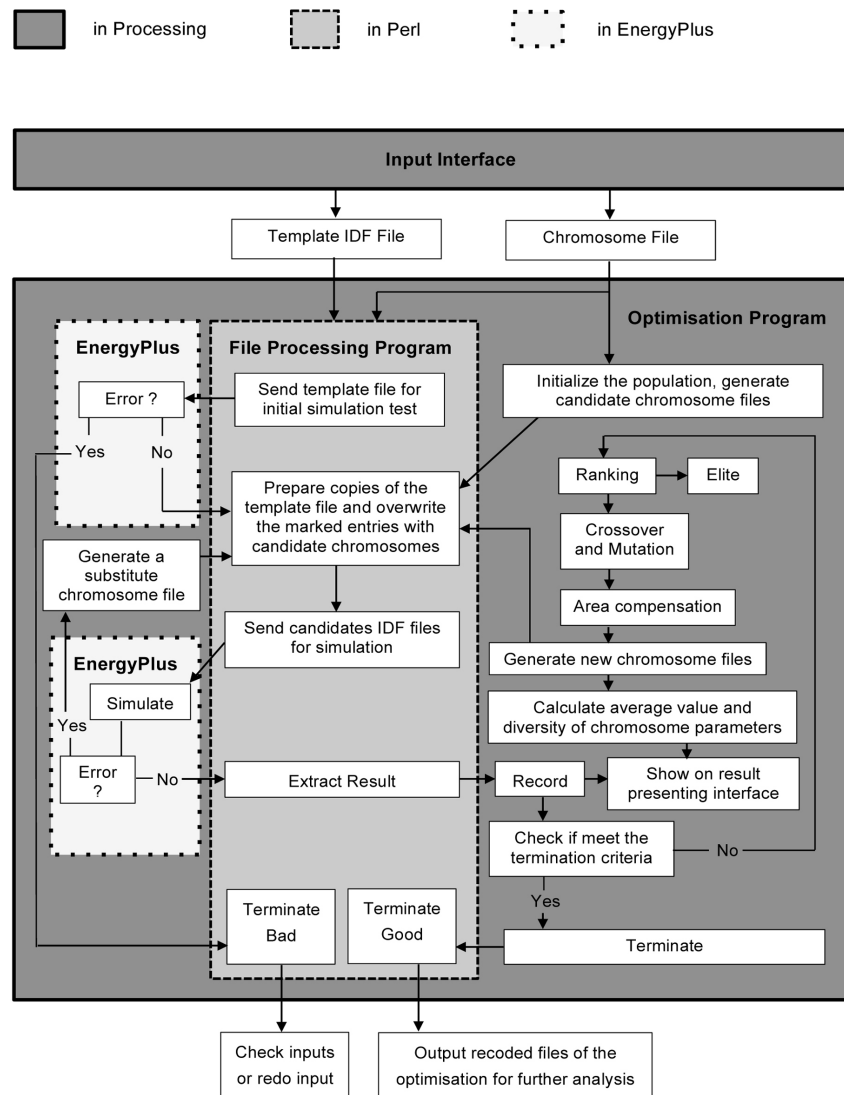 in Processing
in Perl
in EnergyPlus
Input Interface
Template IDF File
Chromosome File
Optimisation Program
EnergyPlus
File Processing Program
Error ?
Send template file for
initial simulation test
Initialize the population, generate
candidate chromosome files
Yes
No
Ranking
Elite
Prepare copies of the
template file and overwrite
the marked entries with
candidate chromosomes
Crossover
and Mutation
Generate a
substitute
chromosome file
Area compensation
Send candidates IDF files
for simulation
Generate new chromosome files
EnergyPlus
Simulate
Yes
Calculate average value and
diversity of chromosome parameters
Error
?
No
Extract Result
Record
Show on result
presenting interface
Check if meet the
termination criteria
No
Yes
Terminate
Bad
Terminate
Good
Terminate
Check inputs
or redo input
Output recoded files of the
optimisation for further analysis